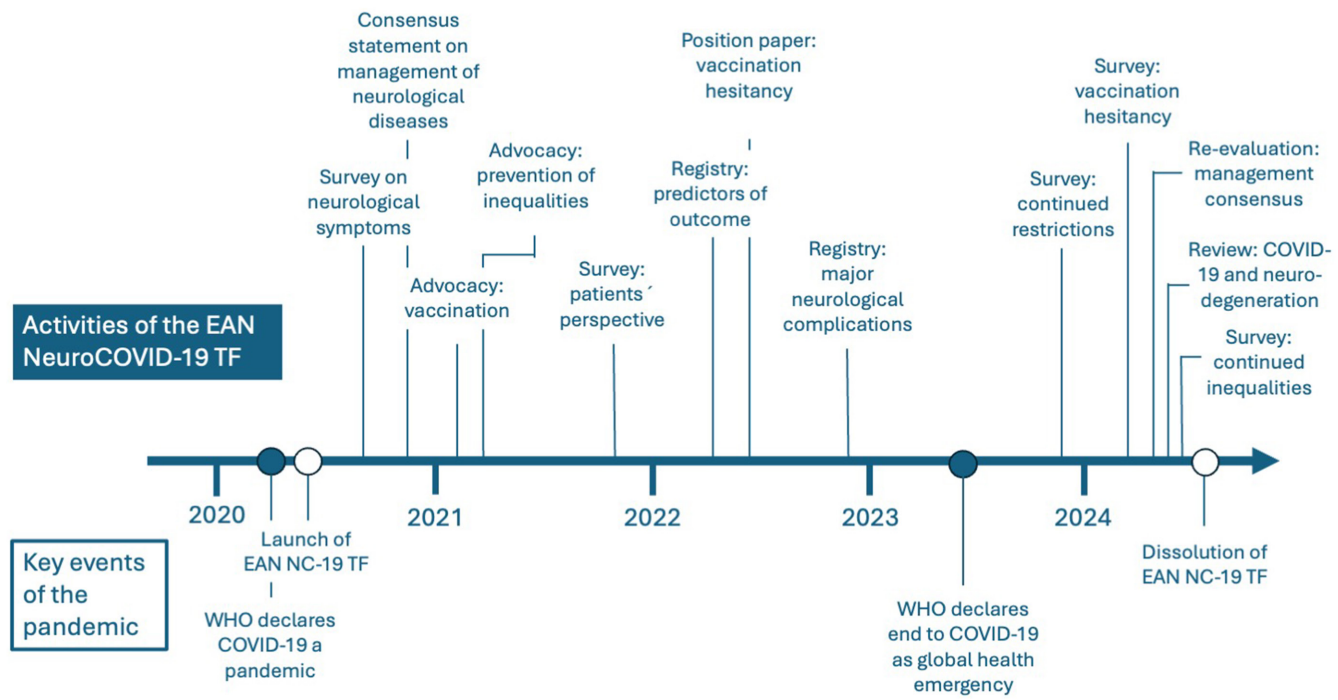 Consensus
statement on
management of
neurological
diseases
Survey on
neurological
symptoms
Advocacy:
vaccination
Advocacy:
prevention of
inequalities
Survey:
patients´
perspective
Registry:
predictors of
outcome
Position paper:
vaccination
hesitancy
Registry:
major
neurological
complications
Survey:
continued
restrictions
Survey:
vaccination
hesitancy
Re-evaluation:
management
consensus
Review: COVID-
19 and neuro-
degeneration
Survey:
continued
inequalities
Activities of the EAN
NeuroCOVID-19 TF
2020
2021
2022
2023
2024
Key events
of the
pandemic
Launch of
EAN NC-19 TF
WHO declares
COVID-19 a
pandemic
WHO declares
end to COVID-19
as global health
emergency
Dissolution of
EAN NC-19 TF